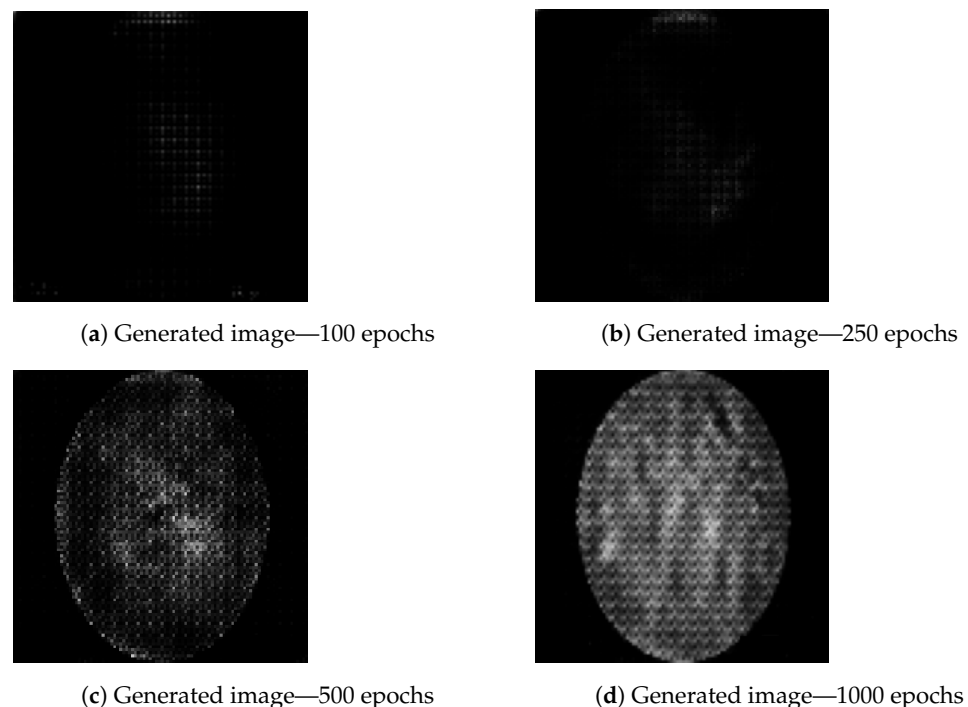 (a) Generated image—100 epochs
(b) Generated image—250 epochs
(c) Generated image—500 epochs
(d) Generated image—1000 epochs